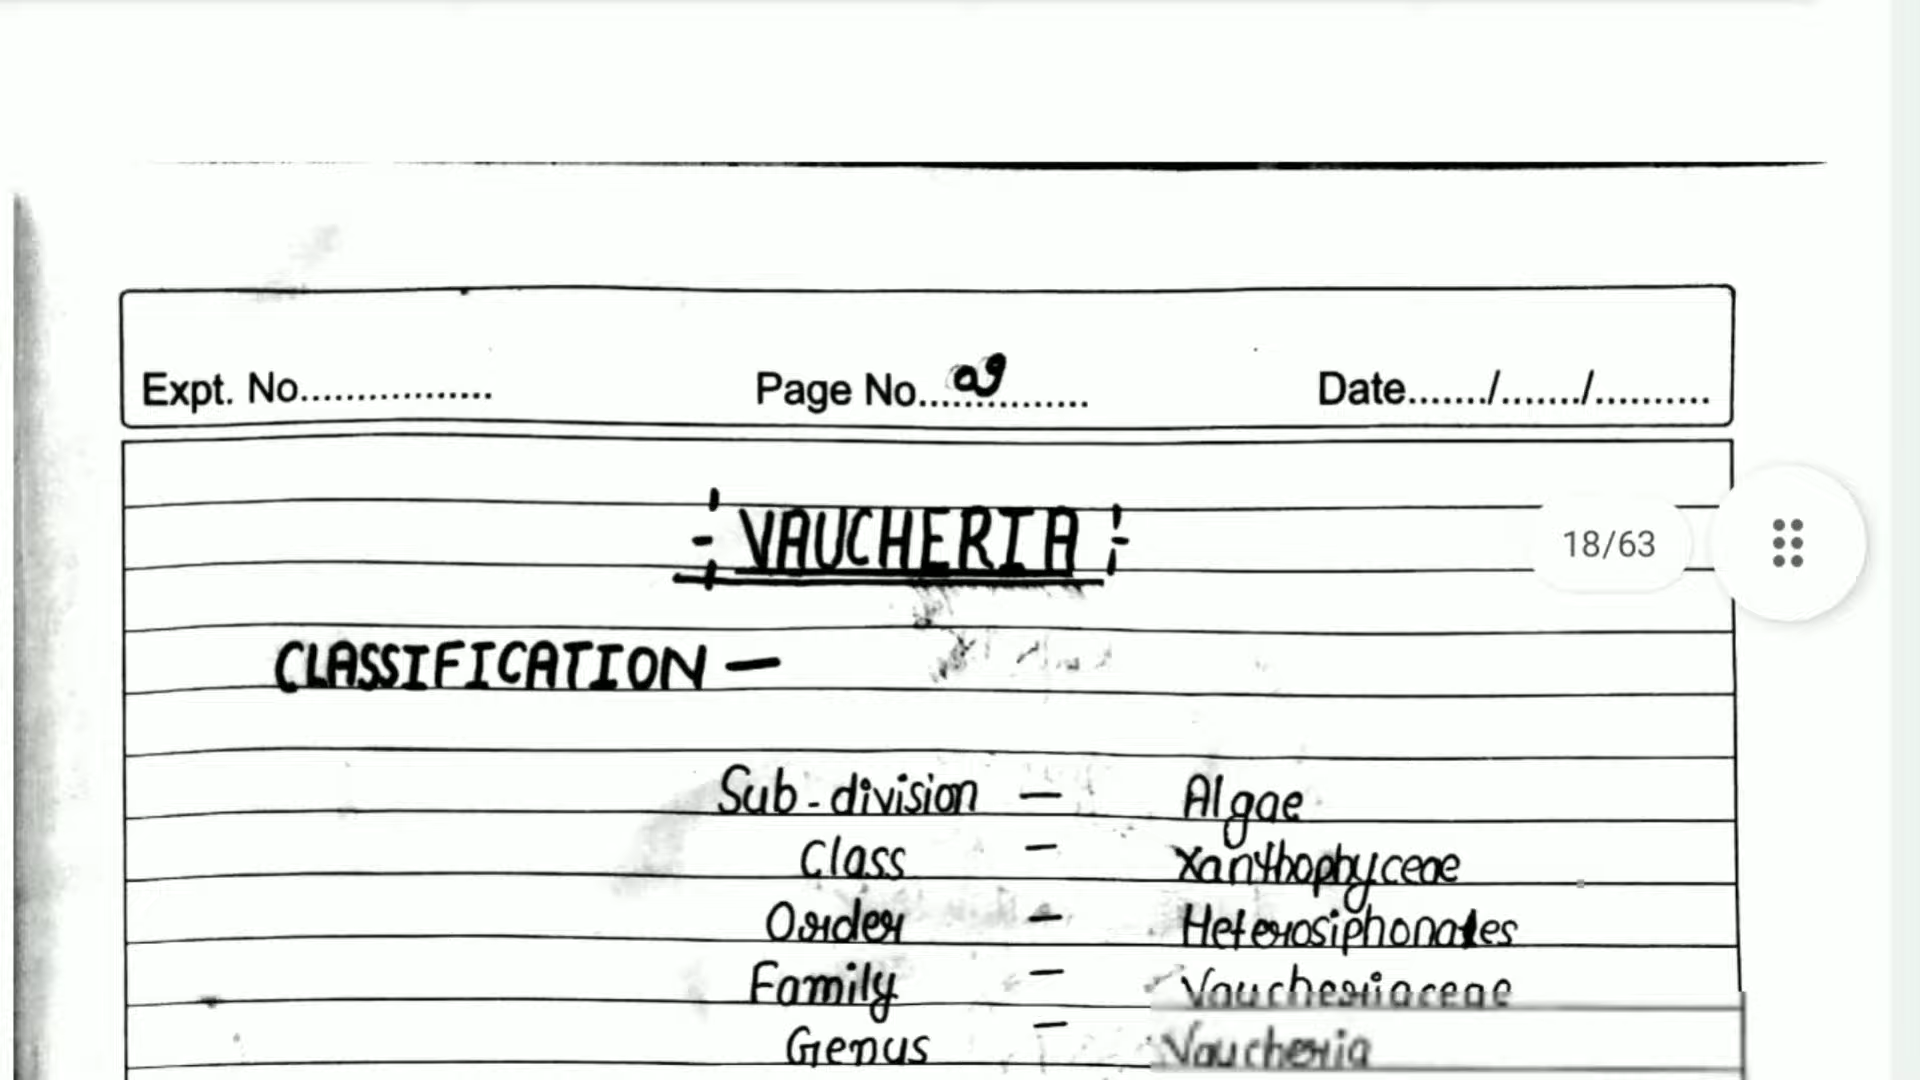 Expt. No................ Page No. 09 ............... Date......./......./..........
-¦ VAUCHERIA ¦-
18/63
CLASSIFICATION —
Sub-division — Algae
Class — Xanthophyceae
Order — Heterosiphonales
Family — Vaucheriaceae
Genus — Vaucheria